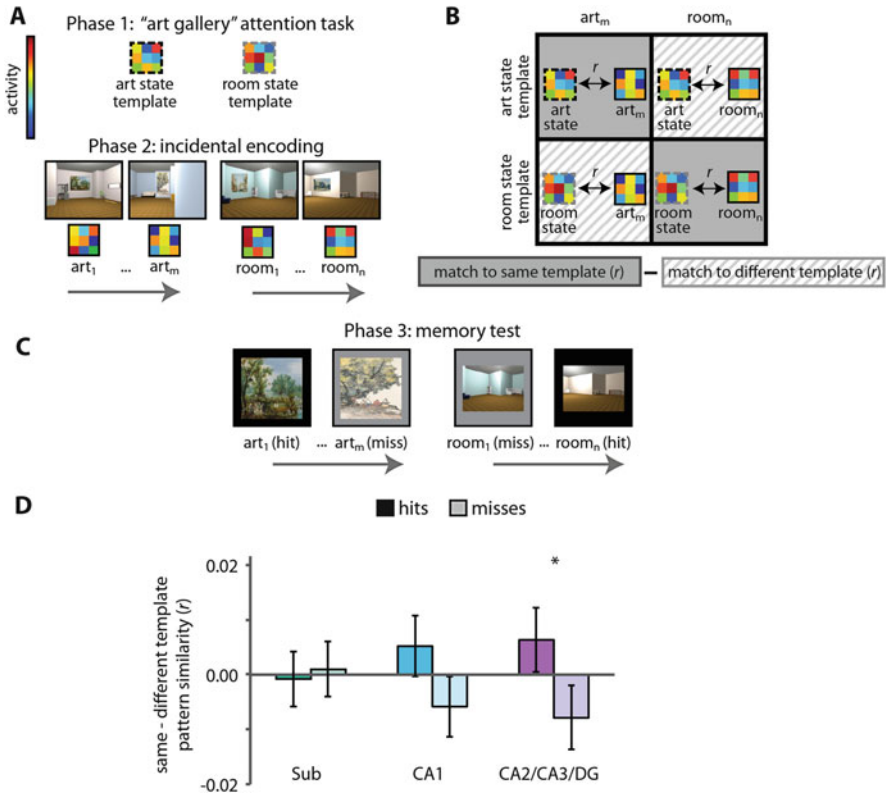 A
Phase 1: "art gallery" attention task
activity
art state
template
room state
template
Phase 2: incidental encoding
art1 ... artm
room1 ... roomn
B
artm
roomn
art state
template
r
art
state
artm
r
art
state
roomn
room state
template
r
room
state
artm
r
room
state
roomn
match to same template (r) – match to different template (r)
C
Phase 3: memory test
art1 (hit) ... artm (miss)
room1 (miss) ... roomn (hit)
D
hits misses
same - different template
pattern similarity (r)
0.02
0.00
-0.02
*
Sub
CA1
CA2/CA3/DG